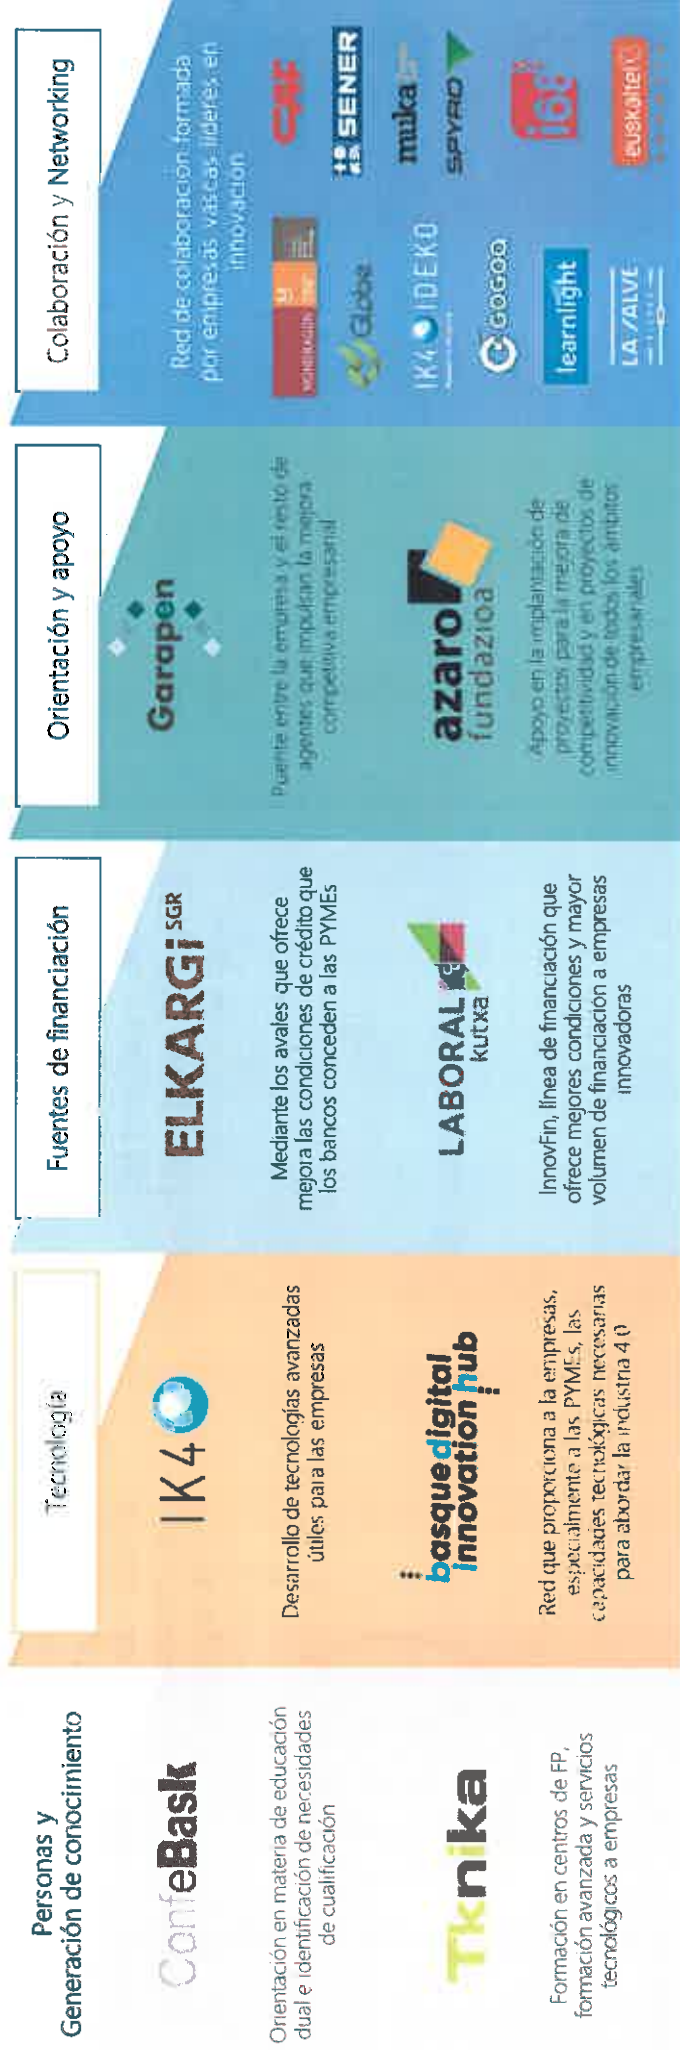 Personas y
Generación de conocimiento
ConfeBask
Orientación en materia de educación
dual e identificación de necesidades
de cualificación
Tknika
Formación en centros de FP,
formación avanzada y servicios
tecnológicos a empresas
Tecnología
IK4
Desarrollo de tecnologías avanzadas
útiles para las empresas
basque digital
innovation hub
Red que proporciona a la empresas,
especialmente a las PYMEs, las
capacidades tecnológicas necesarias
para abordar la industria 4.0
Fuentes de financiación
ELKARGI SGR
Mediante los avales que ofrece
mejora las condiciones de crédito que
los bancos conceden a las PYMEs
LABORAL
kutxa
InnovFin, línea de financiación que
ofrece mejores condiciones y mayor
volumen de financiación a empresas
innovadoras
Orientación y apoyo
Garapen
Puente entre la empresa y el resto de
agentes que impulsan la mejora
competitiva empresarial
azaro
fundazioa
Apoyo en la implantación de
proyectos para la mejora de
competitividad y en proyectos de
innovación de todos los ámbitos
empresariales
Colaboración y Networking
Red de colaboración formada
por empresas vascas líderes en
innovación
MONDRAGON
CAF
Globe
SENER
IK4 IDEKO
muka
GOGOA
SPYRO
learnlight
i68
LA SALVE
euskaltel